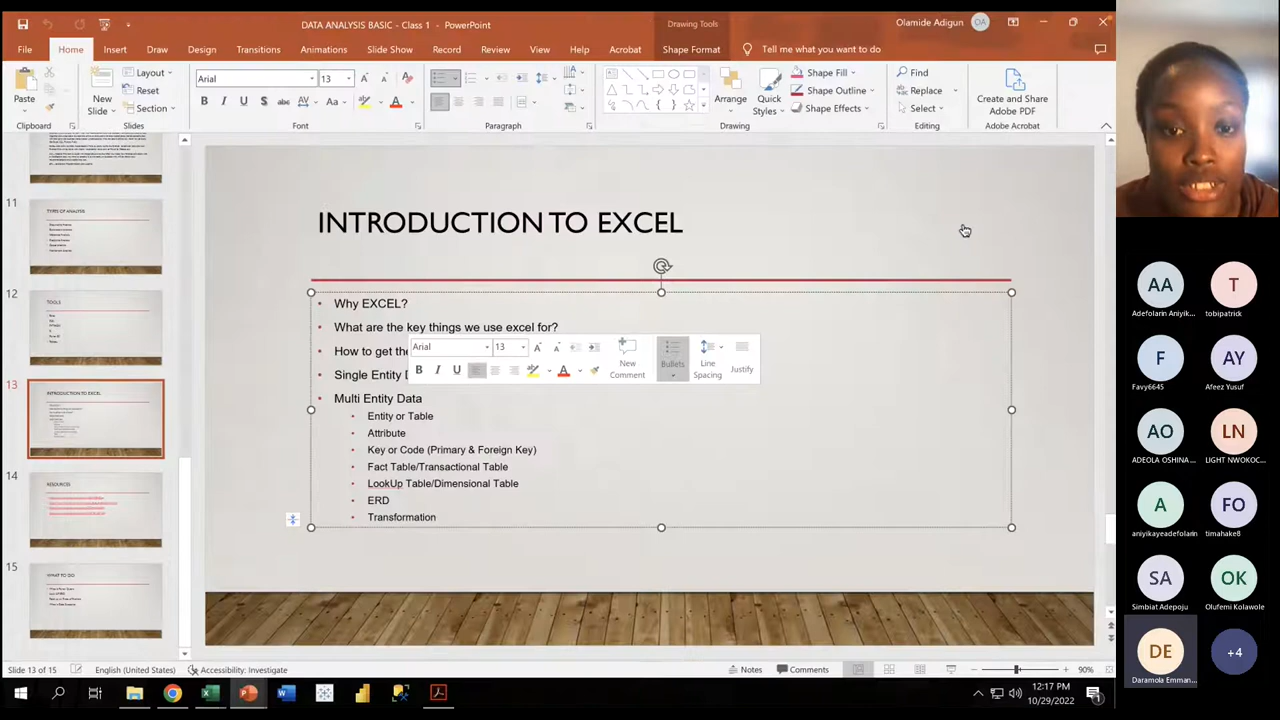 DATA ANALYSIS BASIC - Class 1 - PowerPoint
Drawing Tools
Olamide Adigun
DA
File
Home
Insert
Draw
Design
Transitions
Animations
Slide Show
Record
Review
View
Help
Acrobat
Shape Format
Tell me what you want to do
Paste
Clipboard
New
Slide
Layout
Reset
Section
Slides
Arial
13
Font
Paragraph
Arrange
Quick
Styles
Shape Fill
Shape Outline
Shape Effects
Drawing
Find
Replace
Select
Editing
Create and Share
Adobe PDF
Adobe Acrobat
11
TYPES OF ANALYSIS
12
TOOLS
13
INTRODUCTION TO EXCEL
14
RESOURCES
15
WHAT TO DO
INTRODUCTION TO EXCEL
• Why EXCEL?
• What are the key things we use excel for?
• How to get the
• Single Entity D
• Multi Entity Data
• Entity or Table
• Attribute
• Key or Code (Primary & Foreign Key)
• Fact Table/Transactional Table
• LookUp Table/Dimensional Table
• ERD
• Transformation
Arial
13
B I U
New
Comment
Bullets
Line
Spacing
Justify
Slide 13 of 15
English (United States)
Accessibility: Investigate
Notes
Comments
90%
12:17 PM
10/29/2022
AA
Adefolarin Aniyik...
T
tobipatrick
F
Favy6645
AY
Afeez Yusuf
AO
ADEOLA OSHINA...
LN
LIGHT NWOKOC...
A
aniyikayeadefolarin
FO
timahake8
SA
Simbiat Adepoju
OK
Olufemi Kolawole
DE
Daramola Emman...
+4